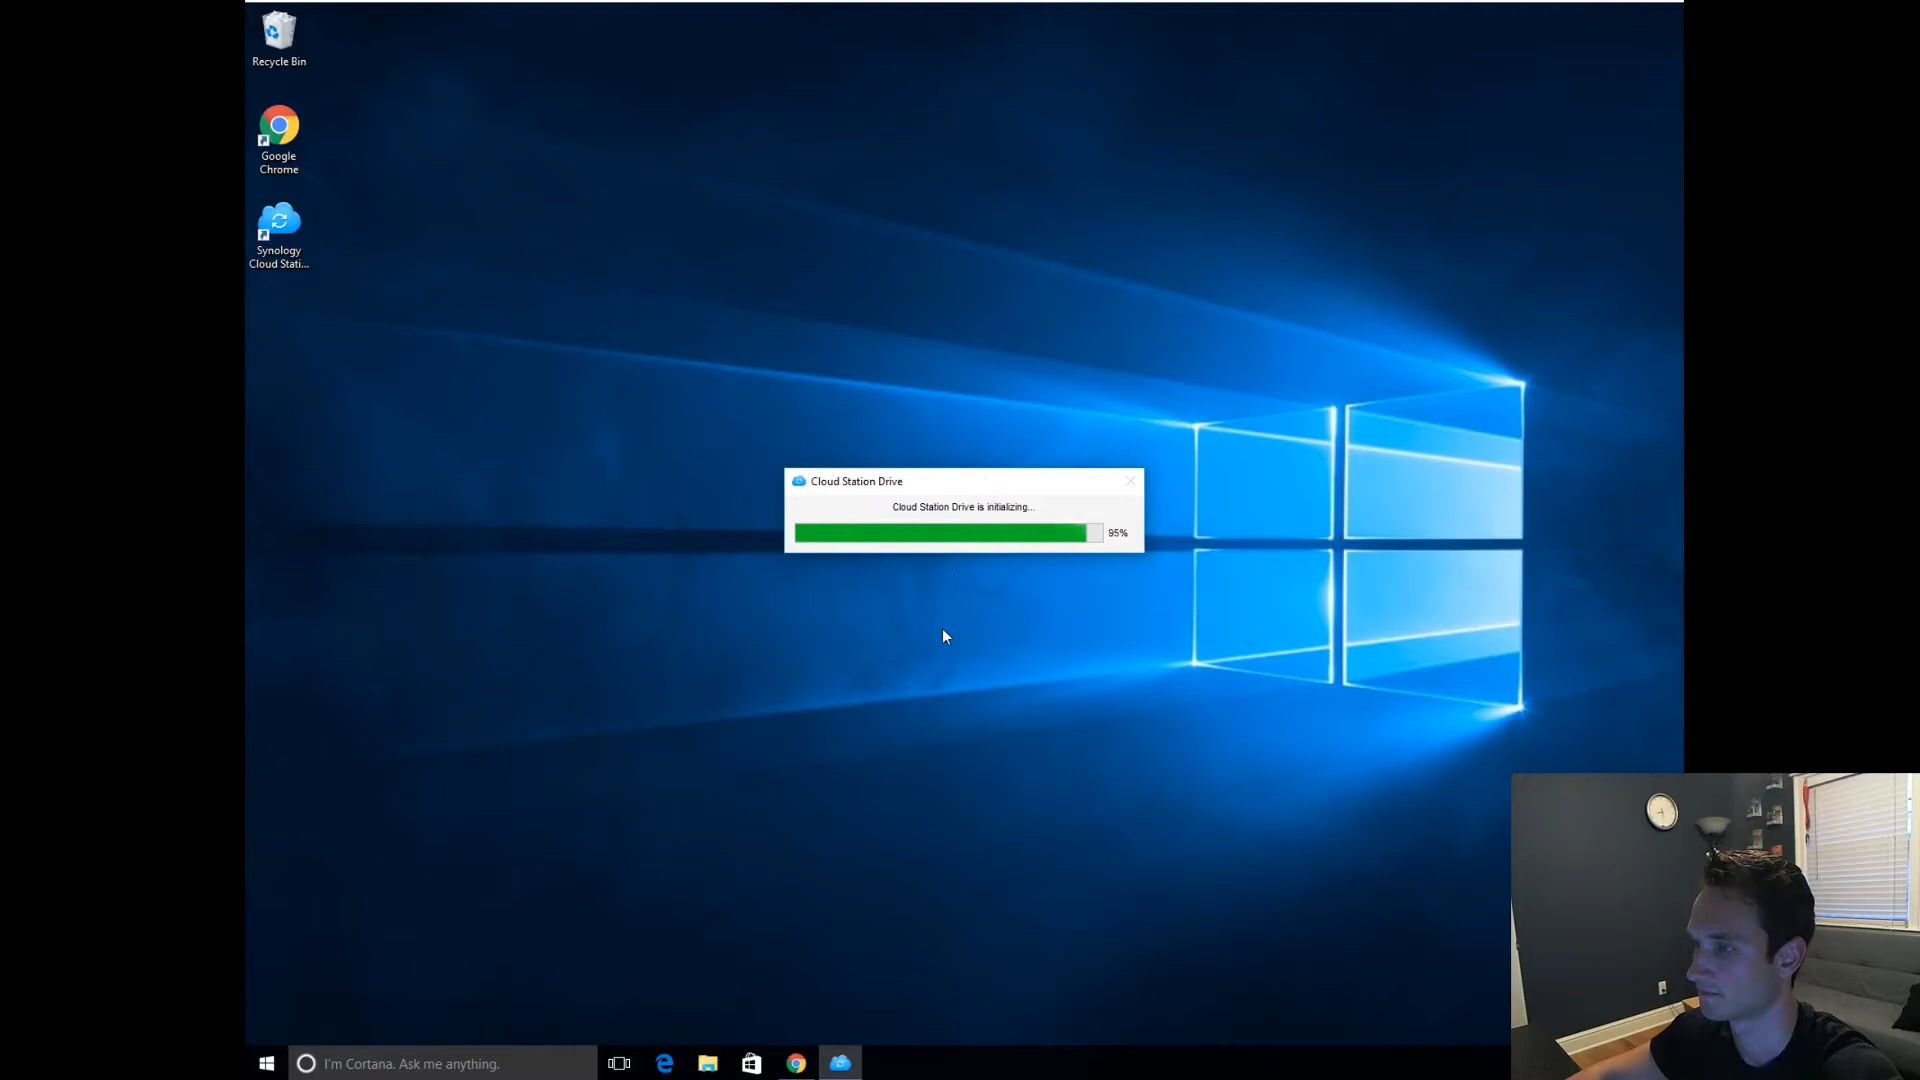 Recycle Bin
Google
Chrome
Synology
Cloud Stati...
Cloud Station Drive
Cloud Station Drive is initializing...
95%
I'm Cortana. Ask me anything.